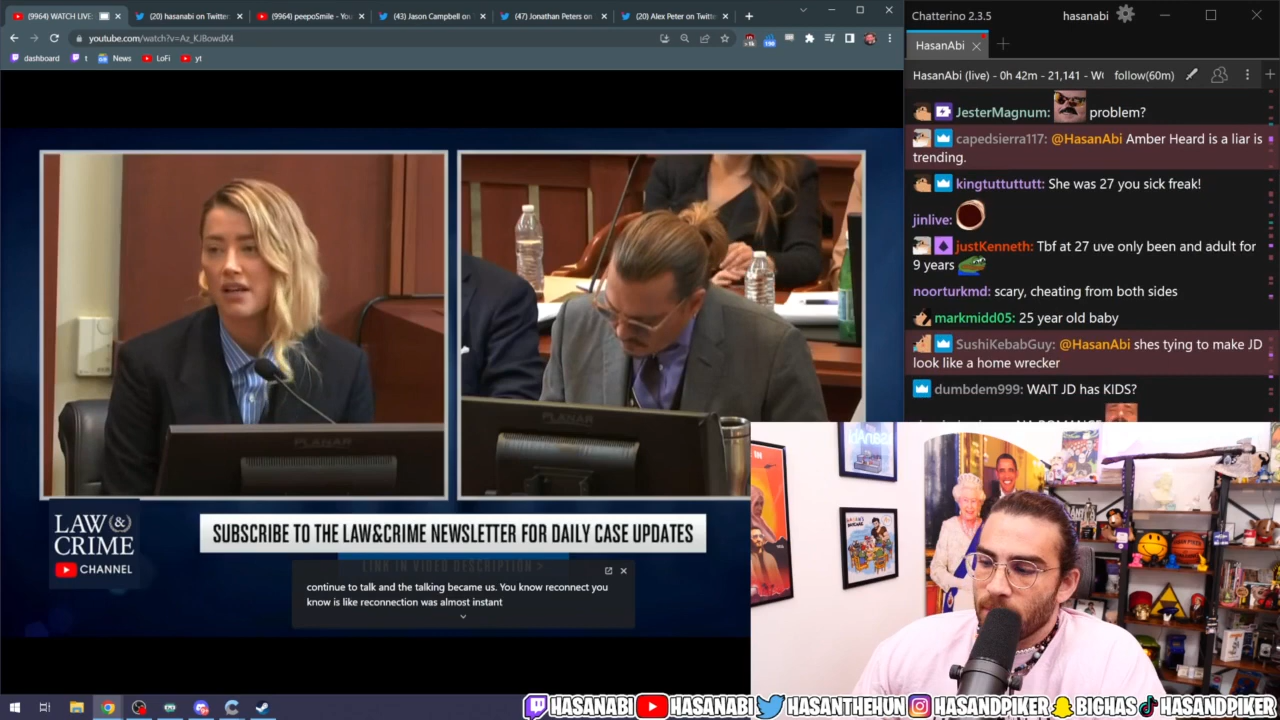 (9964) WATCH LIVE:
(20) hasanabi on Twitter
(9964) peepoSmile - You
(43) Jason Campbell
(47) Jonathan Peters on
(20) Alex Peter on Twitte
youtube.com/watch?v=Az_KJBowdX4
dashboard
t
News
LoFi
yt
Chatterino 2.3.5
hasanabi
HasanAbi
HasanAbi (live) - 0h 42m - 21,141 - W
follow(60m)
JesterMagnum: problem?
capedsierra117: @HasanAbi Amber Heard is a liar is
trending.
kingtuttuttutt: She was 27 you sick freak!
jinlive:
justKenneth: Tbf at 27 uve only been and adult for
9 years
noorturkmd: scary, cheating from both sides
markmidd05: 25 year old baby
SushiKebabGuy: @HasanAbi shes tying to make JD
look like a home wrecker
dumbdem999: WAIT JD has KIDS?
PLANAR
PLANAR
LAW&
CRIME
CHANNEL
SUBSCRIBE TO THE LAW&CRIME NEWSLETTER FOR DAILY CASE UPDATES
LINK IN VIDEO DESCRIPTION >
continue to talk and the talking became us. You know reconnect you
know is like reconnection was almost instant
HASANABI HASANABI HASANTHEHUN HASANDPIKER BIGHAS HASANDPIKER